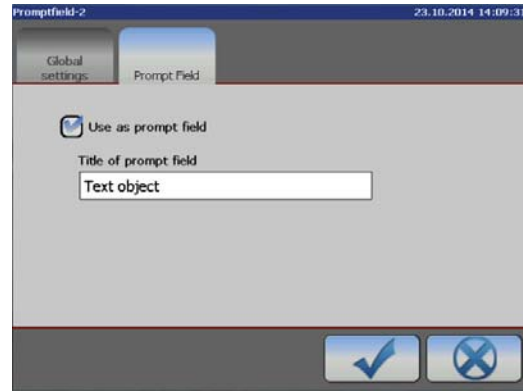 Promptfield-2 23.10.2014 14:09:31
Global
settings
Prompt Field
Use as prompt field
Title of prompt field
Text object